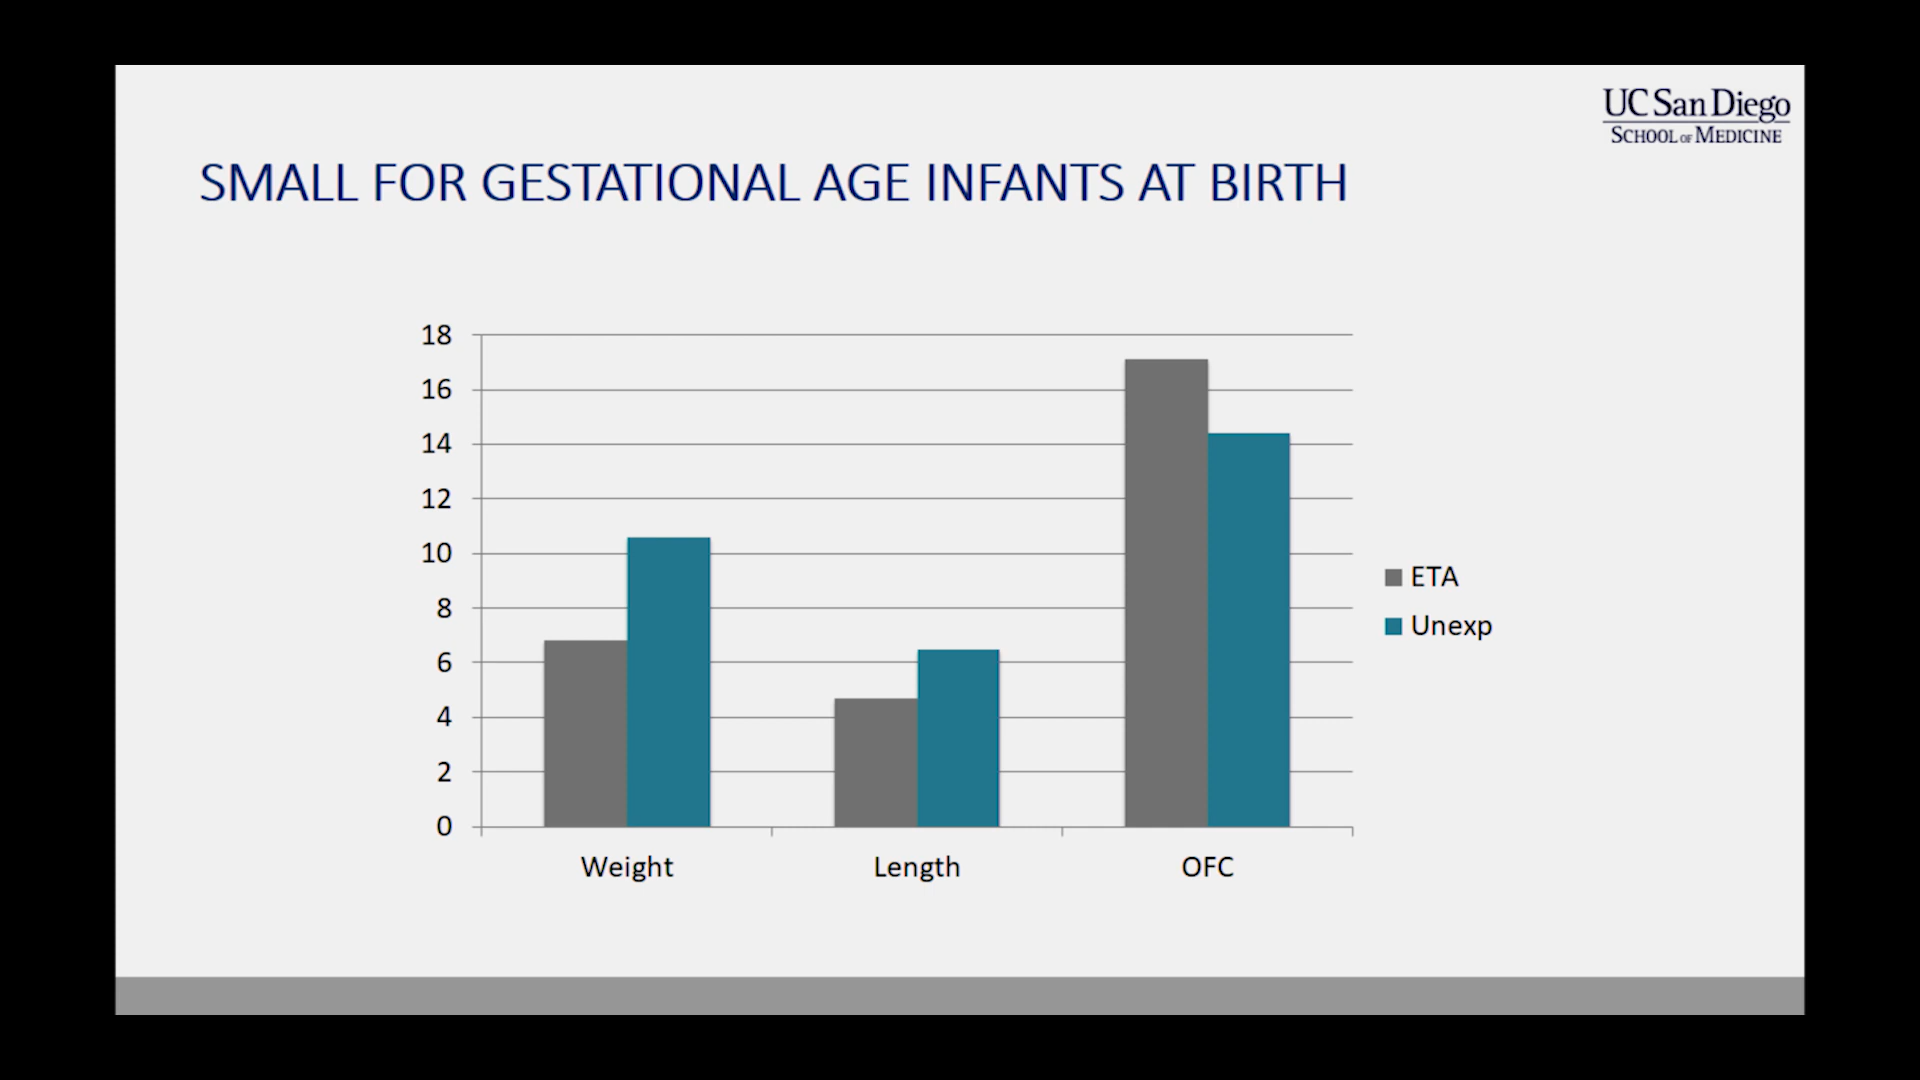 UC San Diego
SCHOOL OF MEDICINE
SMALL FOR GESTATIONAL AGE INFANTS AT BIRTH
18
16
14
12
10
8
6
4
2
0
Weight
Length
OFC
ETA
Unexp